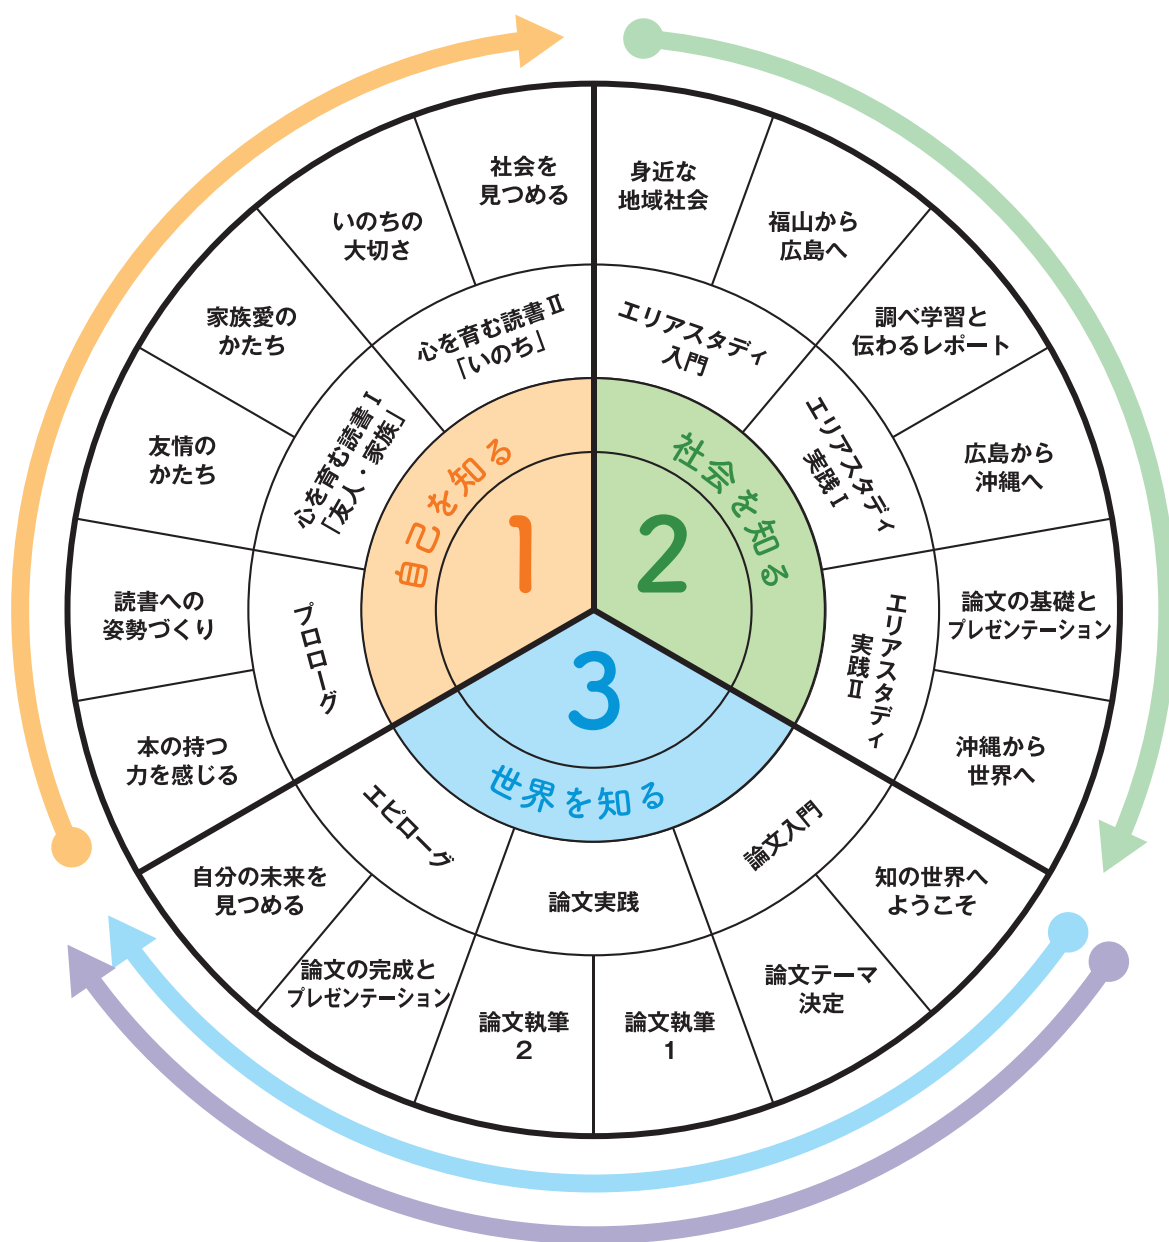 1
自己を知る
プロローグ
本の持つ
力を感じる
読書への
姿勢づくり
心を育む読書Ⅰ
「友人・家族」
友情の
かたち
家族愛の
かたち
心を育む読書Ⅱ
「いのち」
いのちの
大切さ
社会を
見つめる
2
社会を知る
エリアスタディ
入門
身近な
地域社会
福山から
広島へ
エリアスタディ
実践Ⅰ
調べ学習と
伝わるレポート
広島から
沖縄へ
エリアスタディ
実践Ⅱ
論文の基礎と
プレゼンテーション
沖縄から
世界へ
3
世界を知る
論文入門
知の世界へ
ようこそ
論文テーマ
決定
論文実践
論文執筆
1
論文執筆
2
エピローグ
論文の完成と
プレゼンテーション
自分の未来を
見つめる